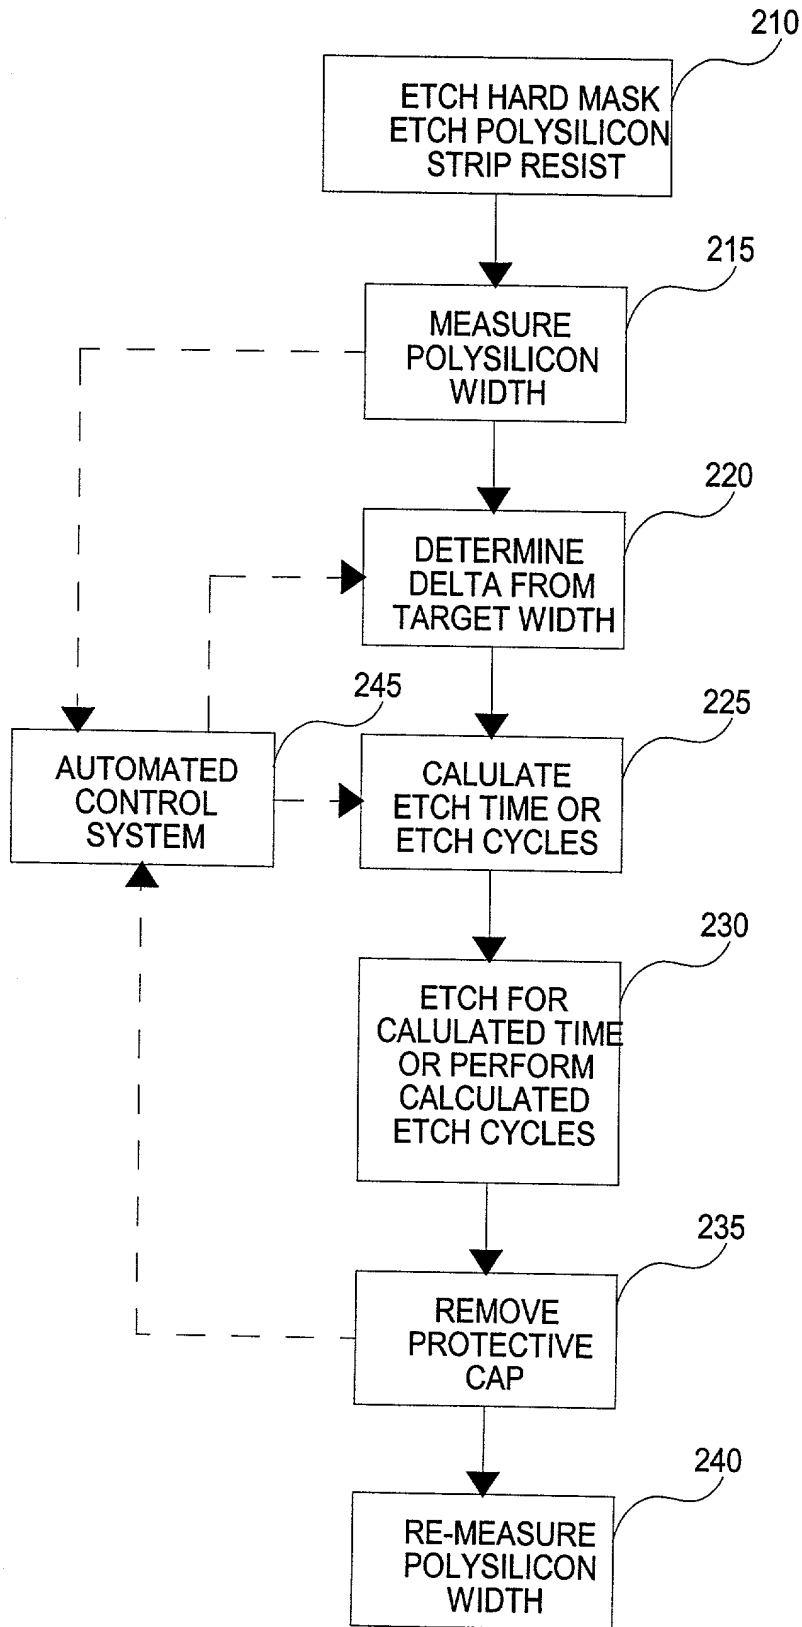 210
ETCH HARD MASK
ETCH POLYSILICON
STRIP RESIST
215
MEASURE
POLYSILICON
WIDTH
220
DETERMINE
DELTA FROM
TARGET WIDTH
245
AUTOMATED
CONTROL
SYSTEM
225
CALULATE
ETCH TIME OR
ETCH CYCLES
230
ETCH FOR
CALULATED TIME
OR PERFORM
CALCULATED
ETCH CYCLES
235
REMOVE
PROTECTIVE
CAP
240
RE-MEASURE
POLYSILICON
WIDTH